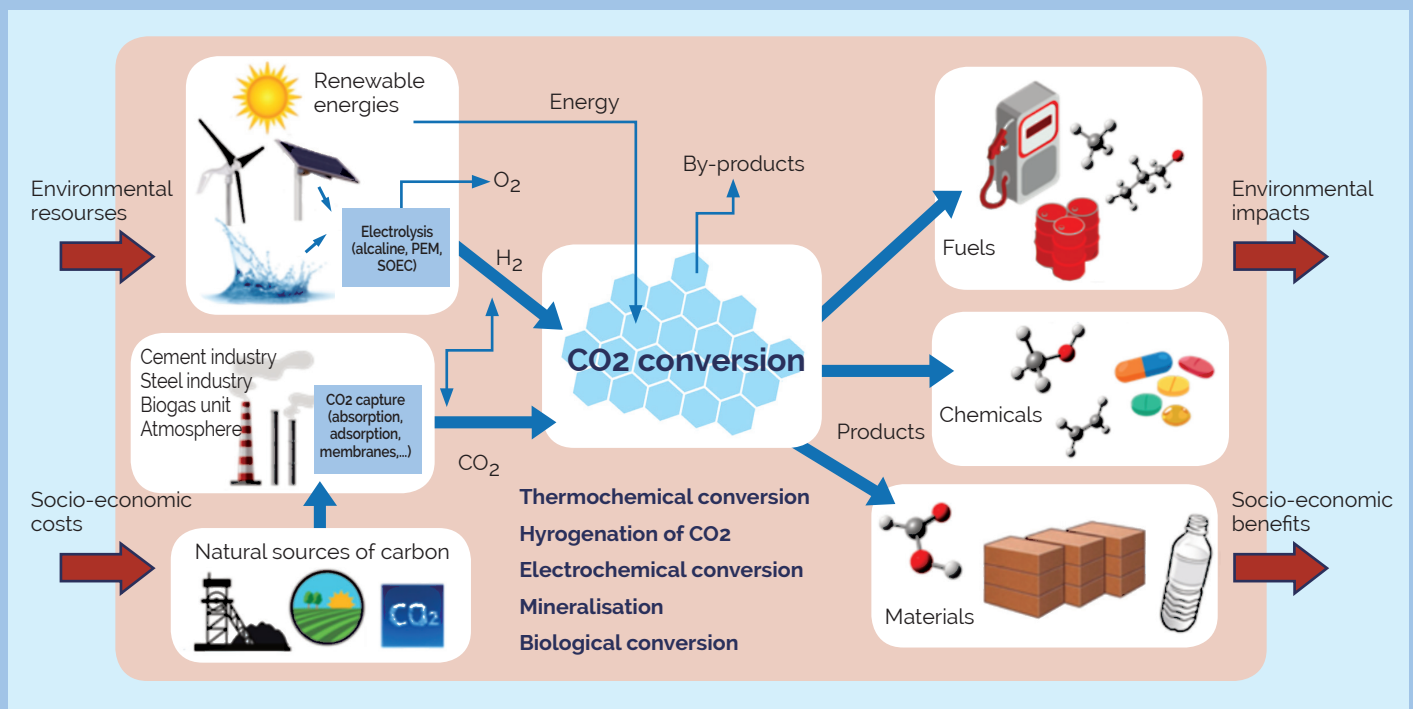 Renewable
energies
Energy
By-products
O2
Environmental
resourses
Electrolysis
(alcaline, PEM,
SOEC)
H2
Fuels
Environmental
impacts
Cement industry
Steel industry
Biogas unit
Atmosphere
CO2 capture
(absorption,
adsorption,
membranes,...)
CO2
CO2 conversion
Chemicals
Products
Socio-economic
costs
Natural sources of carbon
CO2
Thermochemical conversion
Hyrogenation of CO2
Electrochemical conversion
Mineralisation
Biological conversion
Materials
Socio-economic
benefits